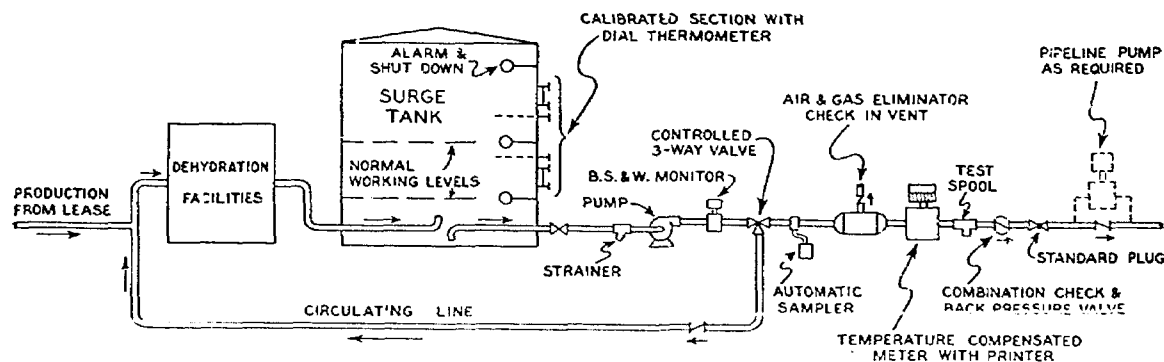 CALIBRATED SECTION WITH
DIAL THERMOMETER
ALARM &
SHUT DOWN
SURGE
TANK
NORMAL
WORKING LEVELS
DEHYDRATION
FACILITIES
PRODUCTION
FROM LEASE
PIPELINE PUMP
AS REQUIRED
AIR & GAS ELIMINATOR
CHECK IN VENT
CONTROLLED
3-WAY VALVE
B.S.& W. MONITOR
PUMP
TEST
SPOOL
STRAINER
AUTOMATIC
SAMPLER
STANDARD PLUG
COMBINATION CHECK &
BACK PRESSURE VALVE
TEMPERATURE COMPENSATED
METER WITH PRINTER
CIRCULATING LINE